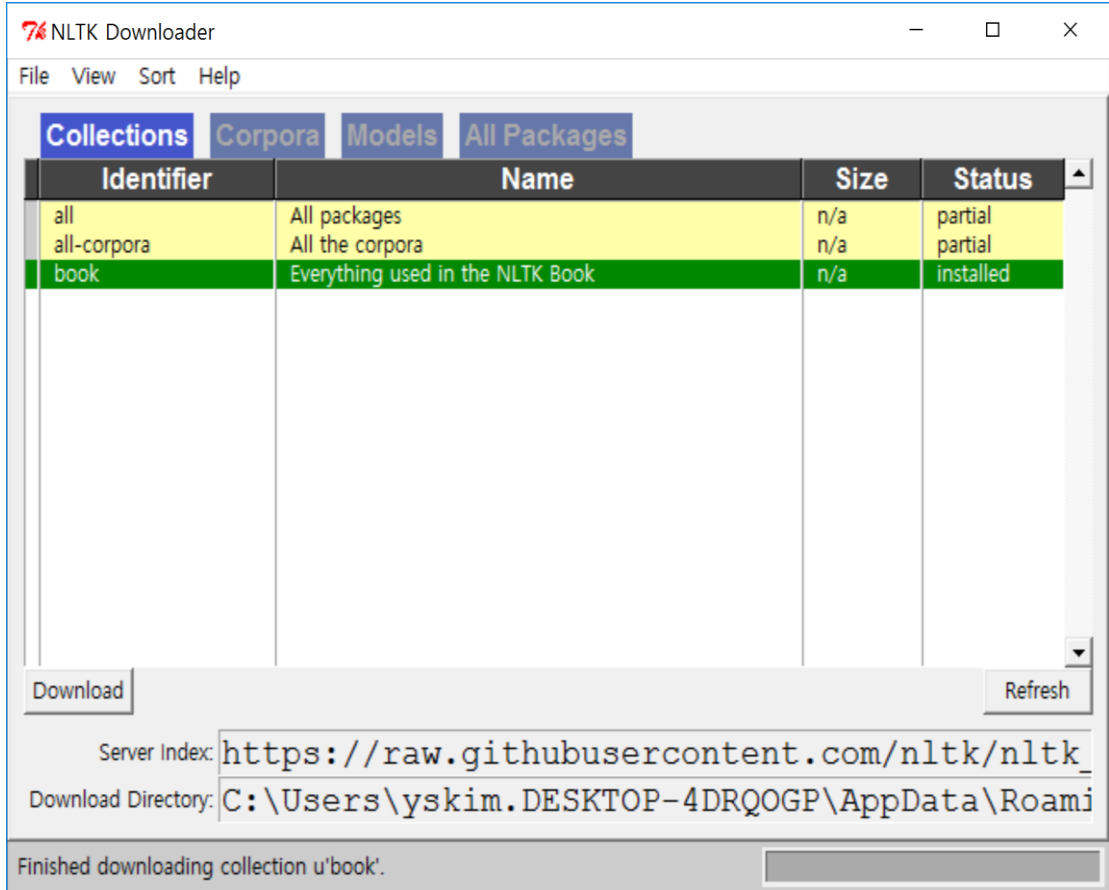 NLTK Downloader
File View Sort Help
Collections Corpora Models All Packages
Identifier Name Size Status
all All packages n/a partial
all-corpora All the corpora n/a partial
book Everything used in the NLTK Book n/a installed
Download Refresh
Server Index: https://raw.githubusercontent.com/nltk/nltk_
Download Directory: C:\Users\yskim.DESKTOP-4DRQOGP\AppData\Roami
Finished downloading collection u'book'.